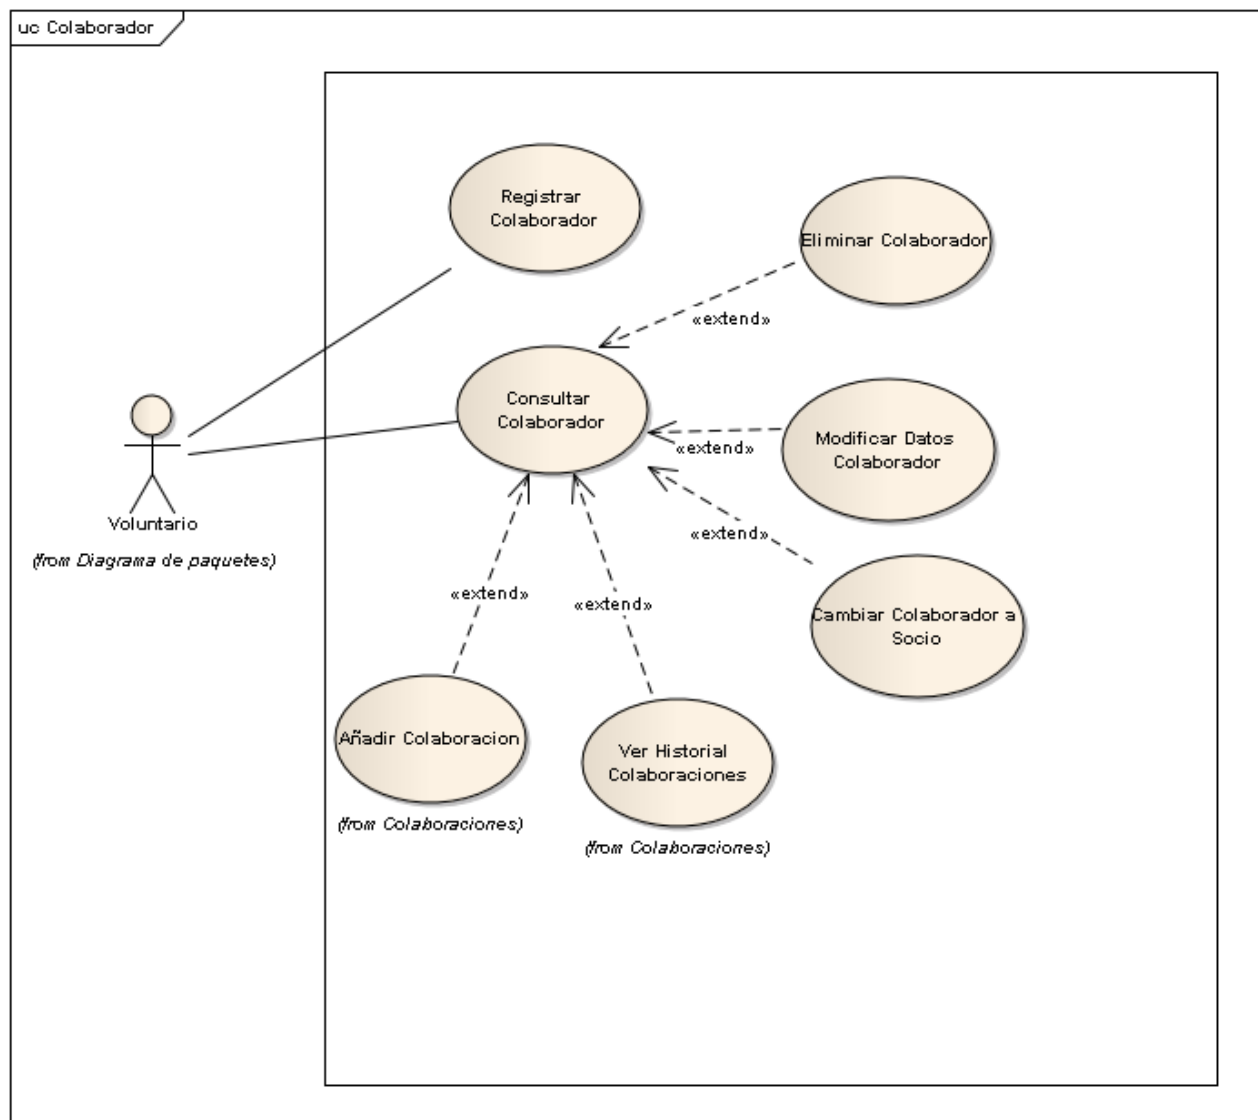 uc Colaborador
Registrar
Colaborador
Eliminar Colaborador
«extend»
Consultar
Colaborador
Modificar Datos
Colaborador
«extend»
Voluntario
(from Diagrama de paquetes)
«extend»
Cambiar Colaborador a
Socio
«extend»
«extend»
Añadir Colaboracion
(from Colaboraciones)
Ver Historial
Colaboraciones
(from Colaboraciones)